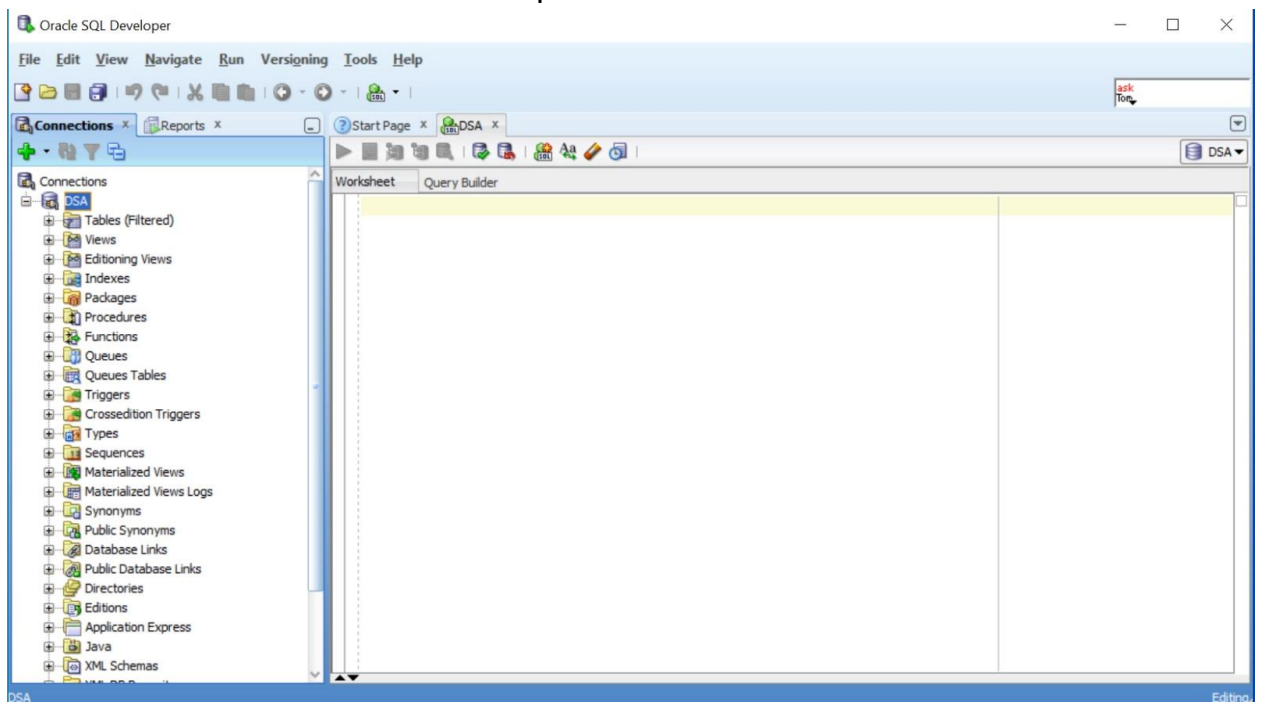 Oracle SQL Developer
File Edit View Navigate Run Versioning Tools Help
SQL
ask
Tom
Connections x Reports x
Start Page x DSA x
DSA
Connections
Worksheet Query Builder
DSA
Tables (Filtered)
Views
Editioning Views
Indexes
Packages
Procedures
Functions
Queues
Queues Tables
Triggers
Crossedition Triggers
Types
Sequences
Materialized Views
Materialized Views Logs
Synonyms
Public Synonyms
Database Links
Public Database Links
Directories
Editions
Application Express
Java
XML Schemas
DSA Editing